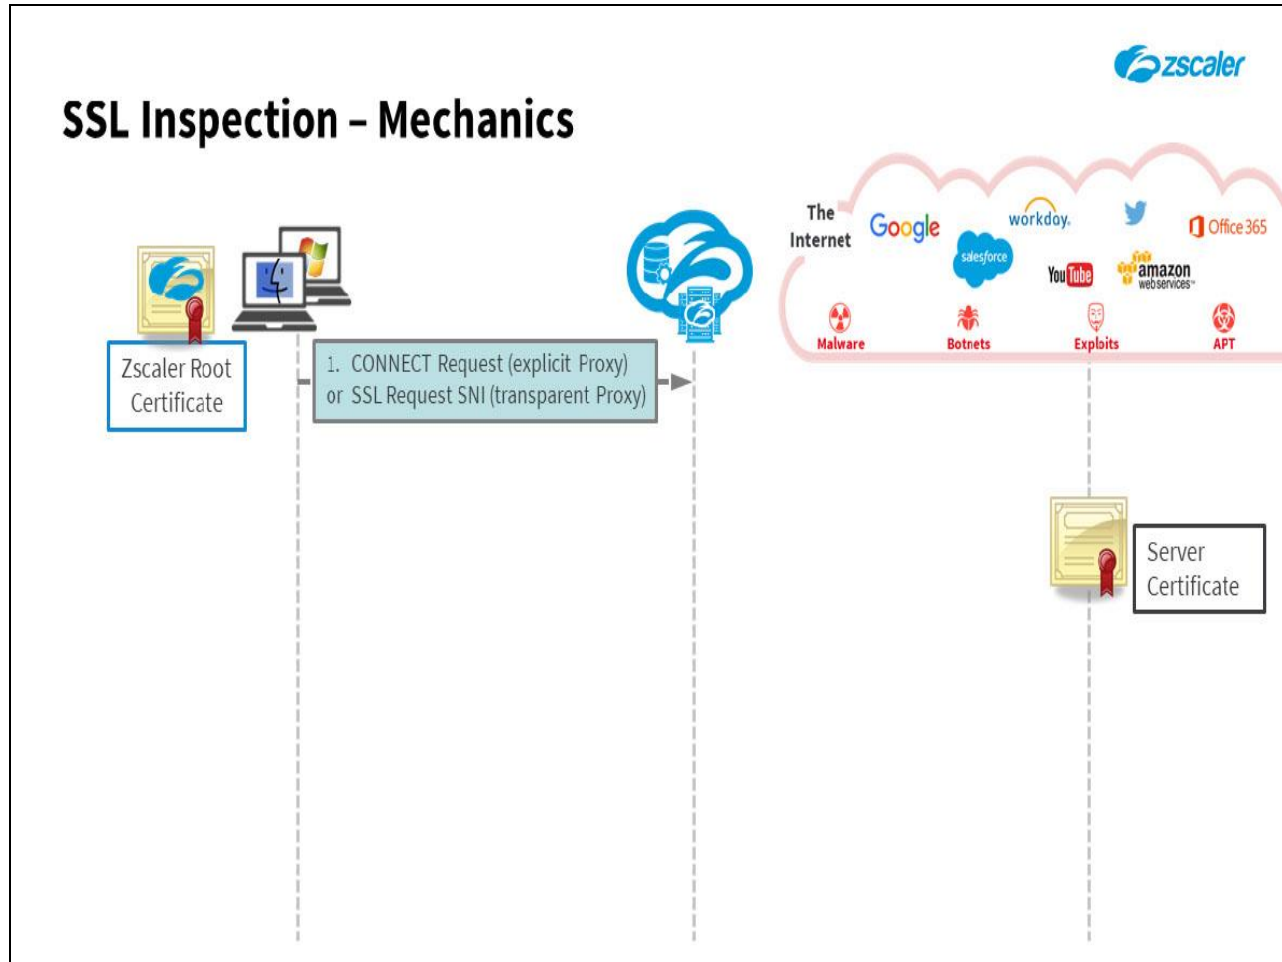 zscaler
SSL Inspection – Mechanics
The
Internet
Google
salesforce
workday.
YouTube
amazon
webservices™
Office 365
Malware
Botnets
Exploits
APT
Zscaler Root
Certificate
1. CONNECT Request (explicit Proxy)
or SSL Request SNI (transparent Proxy)
Server
Certificate